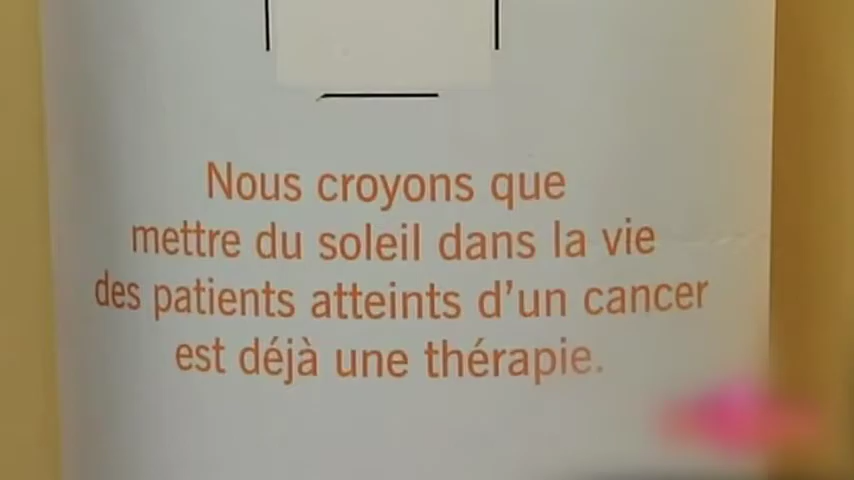 Nous croyons que
mettre du soleil dans la vie
des patients atteints d'un cancer
est déjà une thérapie.